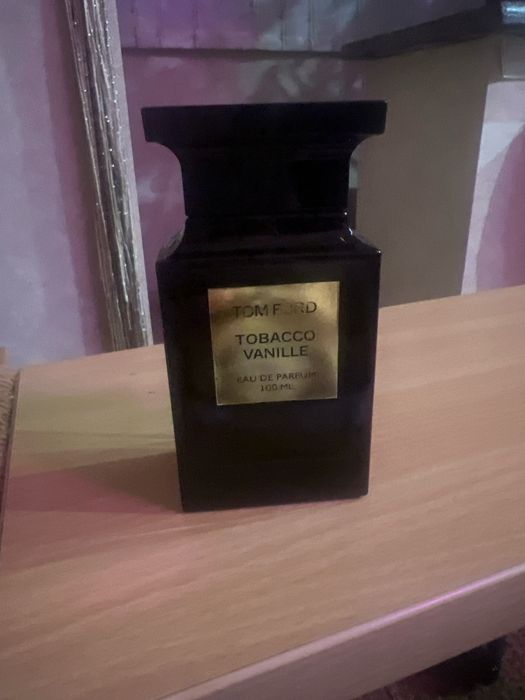 TOM FORD
TOBACCO
VANILLE
EAU DE PARFUM
100 ML